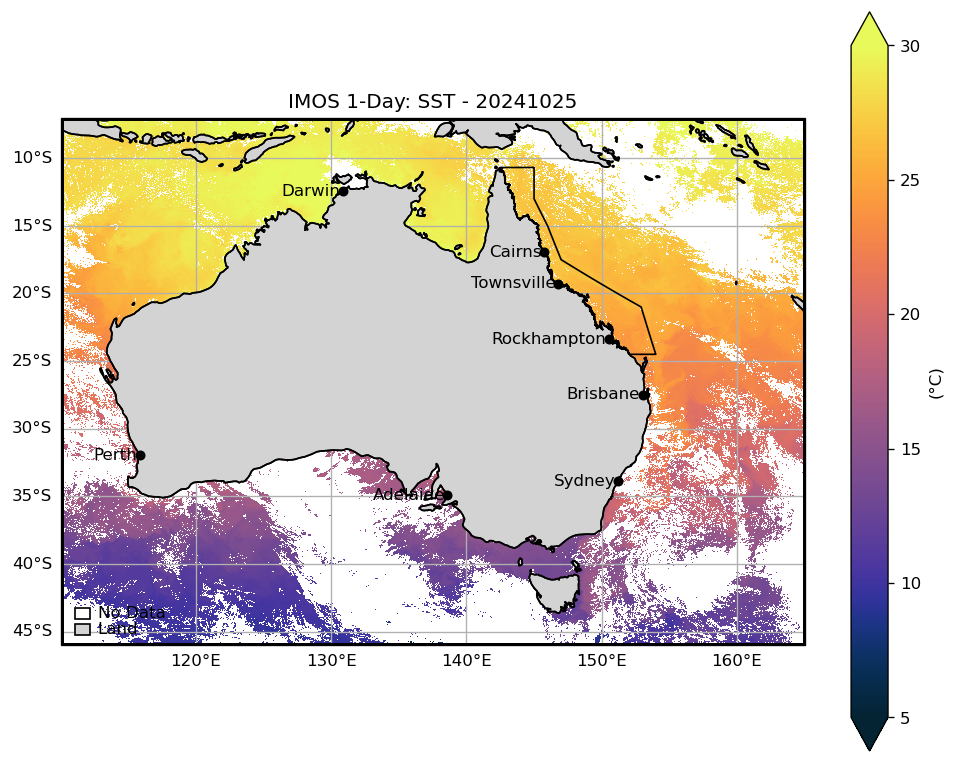 IMOS 1-Day: SST - 20241025
30
25
20
15
10
5
(°C)
10°S
15°S
20°S
25°S
30°S
35°S
40°S
45°S
Darwin
Cairns
Townsville
Rockhampton
Brisbane
Perth
Sydney
Adelaide
No Data
Land
120°E
130°E
140°E
150°E
160°E